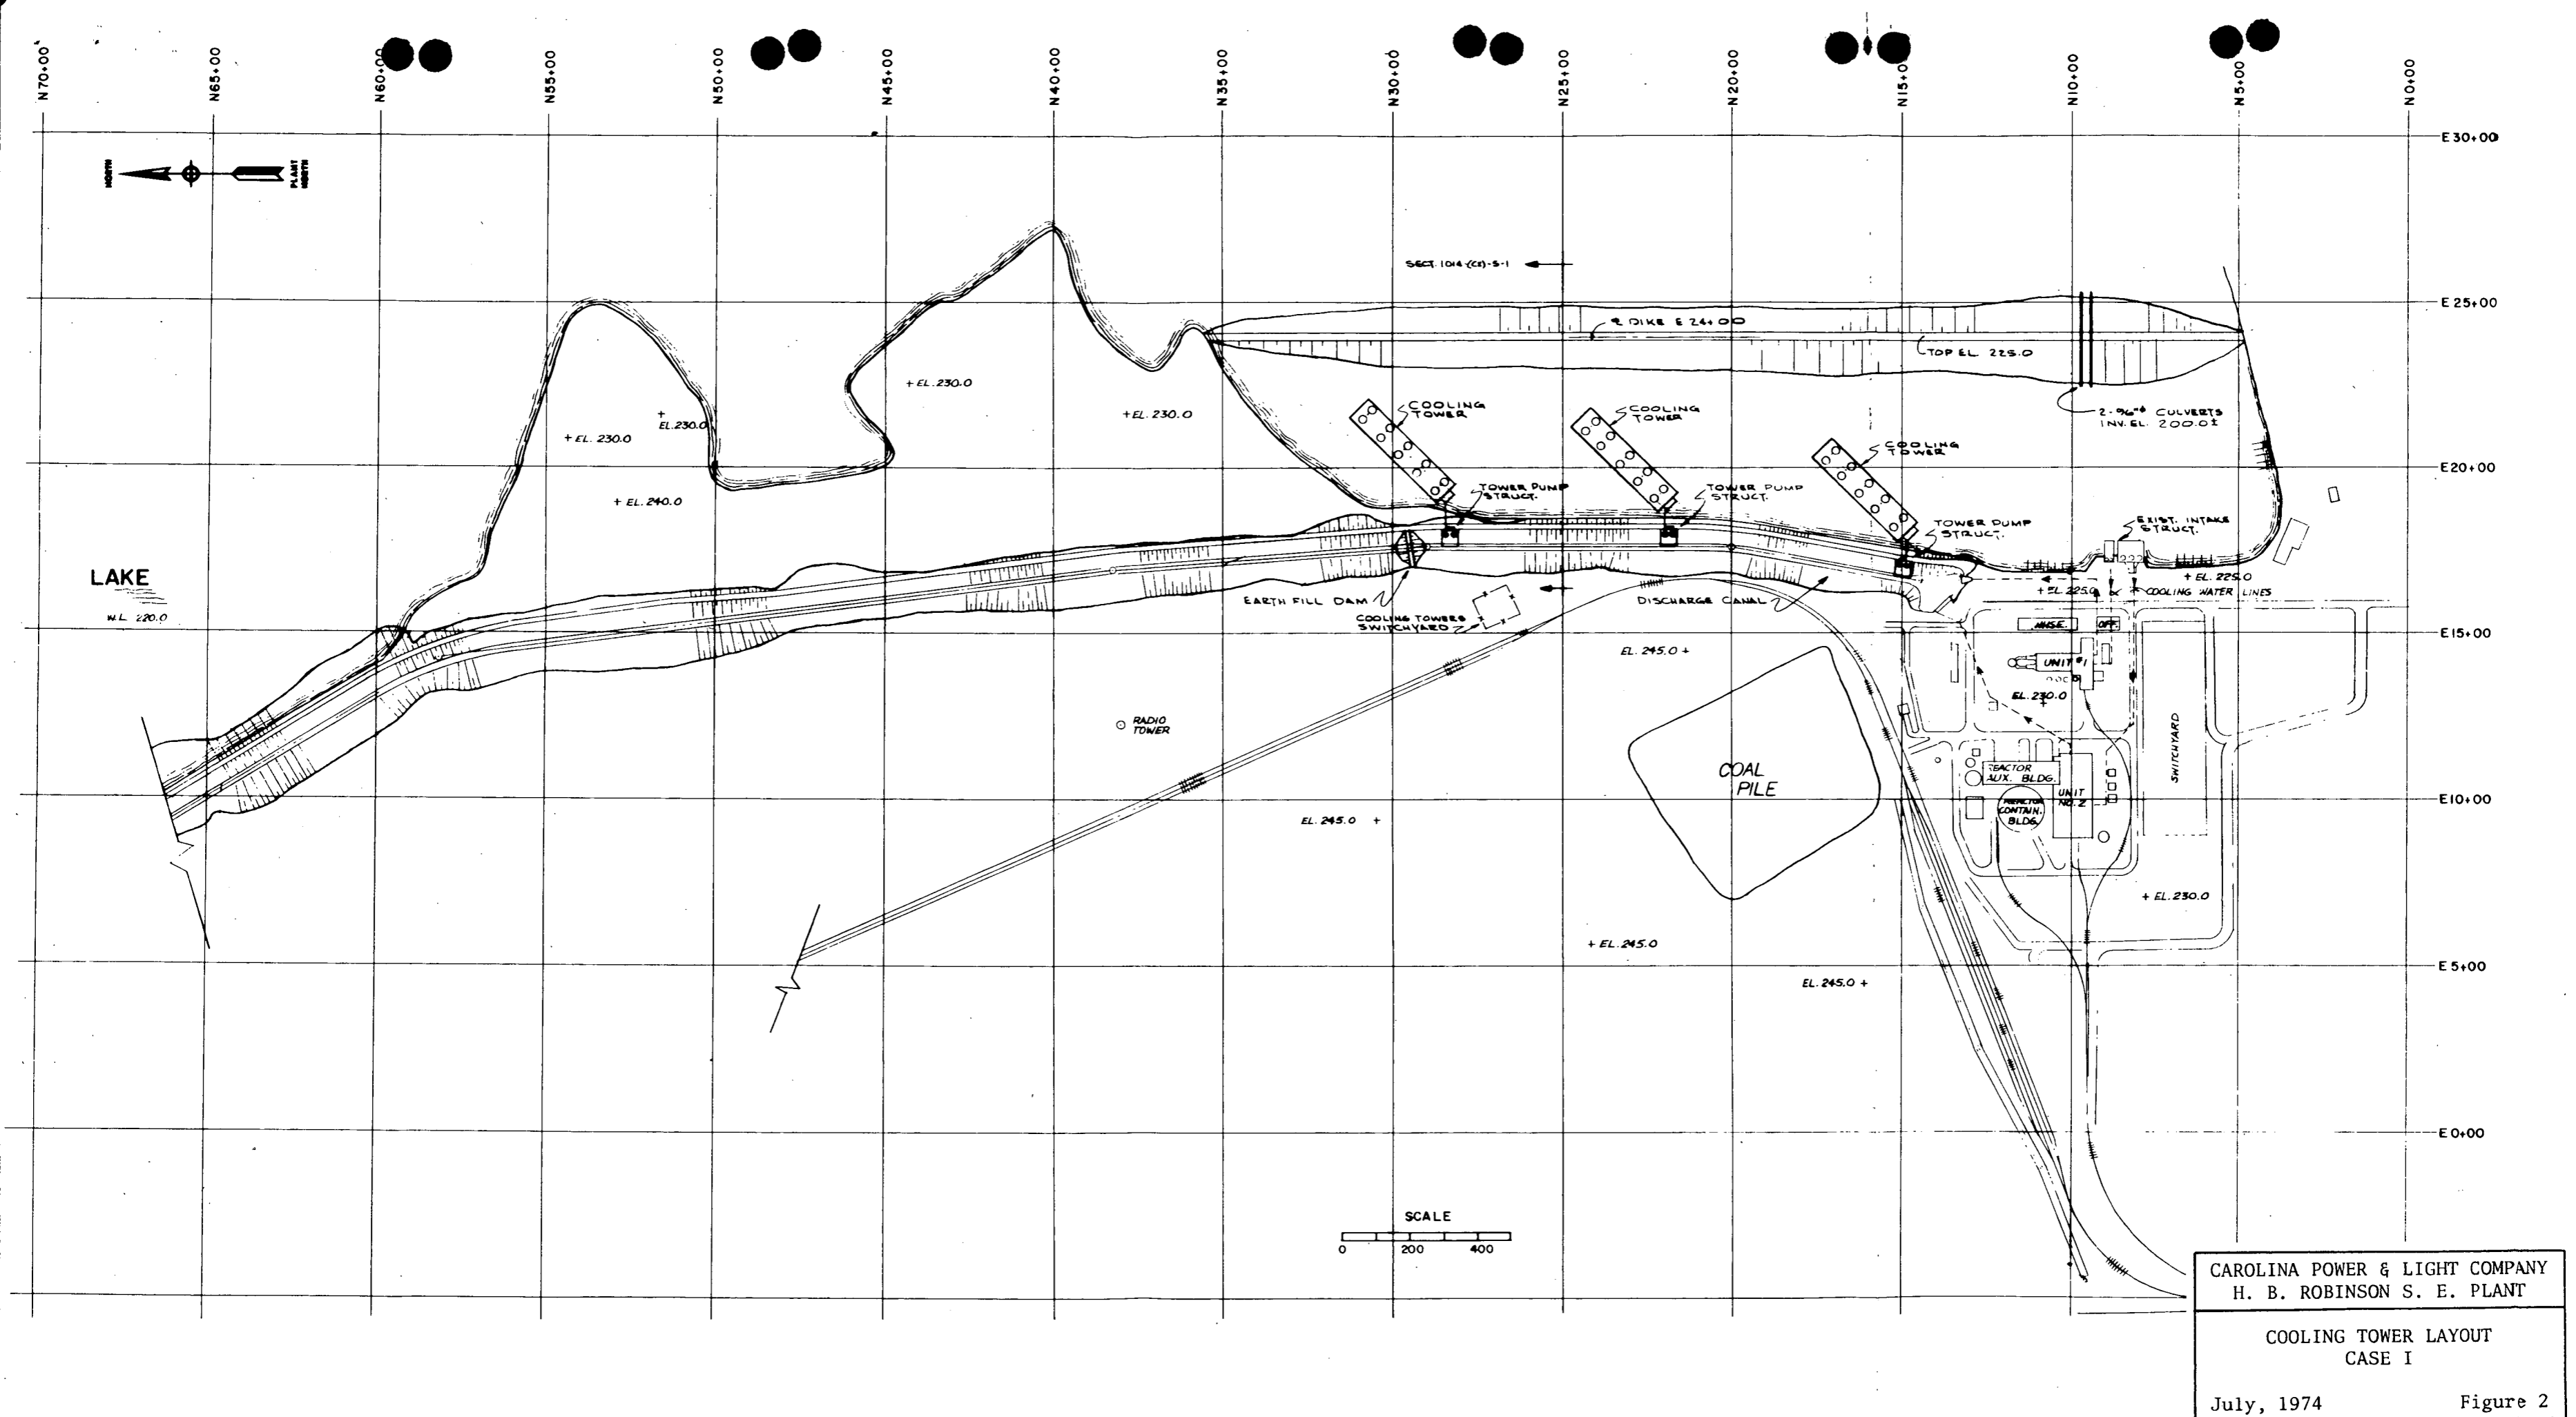 N70+00
N65+00
N60+00
N55+00
N50+00
N45+00
N40+00
N35+00
N30+00
N25+00
N20+00
N15+00
N10+00
N5+00
N0+00
E30+00
NORTH
PLANT
NORTH
SECT. 1014-(CX)-S-1
E 25+00
℄ DIKE E 24+00
TOP EL. 225.0
+ EL. 230.0
+ EL. 230.0
+
EL. 230.0
+ EL. 230.0
COOLING
TOWER
COOLING
TOWER
COOLING
TOWER
2-96"ϕ CULVERTS
INV. EL. 200.0±
E20+00
+ EL. 240.0
TOWER PUMP
STRUCT.
TOWER PUMP
STRUCT.
TOWER PUMP
STRUCT.
EXIST. INTAKE
STRUCT.
LAKE
W.L. 220.0
EARTH FILL DAM
COOLING TOWERS
SWITCHYARD
DISCHARGE CANAL
+ EL. 225.0
+ EL. 225.0
COOLING WATER LINES
WHSE.
OFF.
E15+00
EL. 245.0 +
UNIT #1
EL. 230.0
RADIO
TOWER
SWITCHYARD
COAL
PILE
REACTOR
AUX. BLDG.
UNIT
NO. 2
REACTOR
CONTAIN.
BLDG.
E10+00
EL. 245.0 +
+ EL. 230.0
+ EL. 245.0
EL. 245.0 +
E 5+00
E 0+00
SCALE
0 200 400
CAROLINA POWER & LIGHT COMPANY
H. B. ROBINSON S. E. PLANT
COOLING TOWER LAYOUT
CASE I
July, 1974 Figure 2